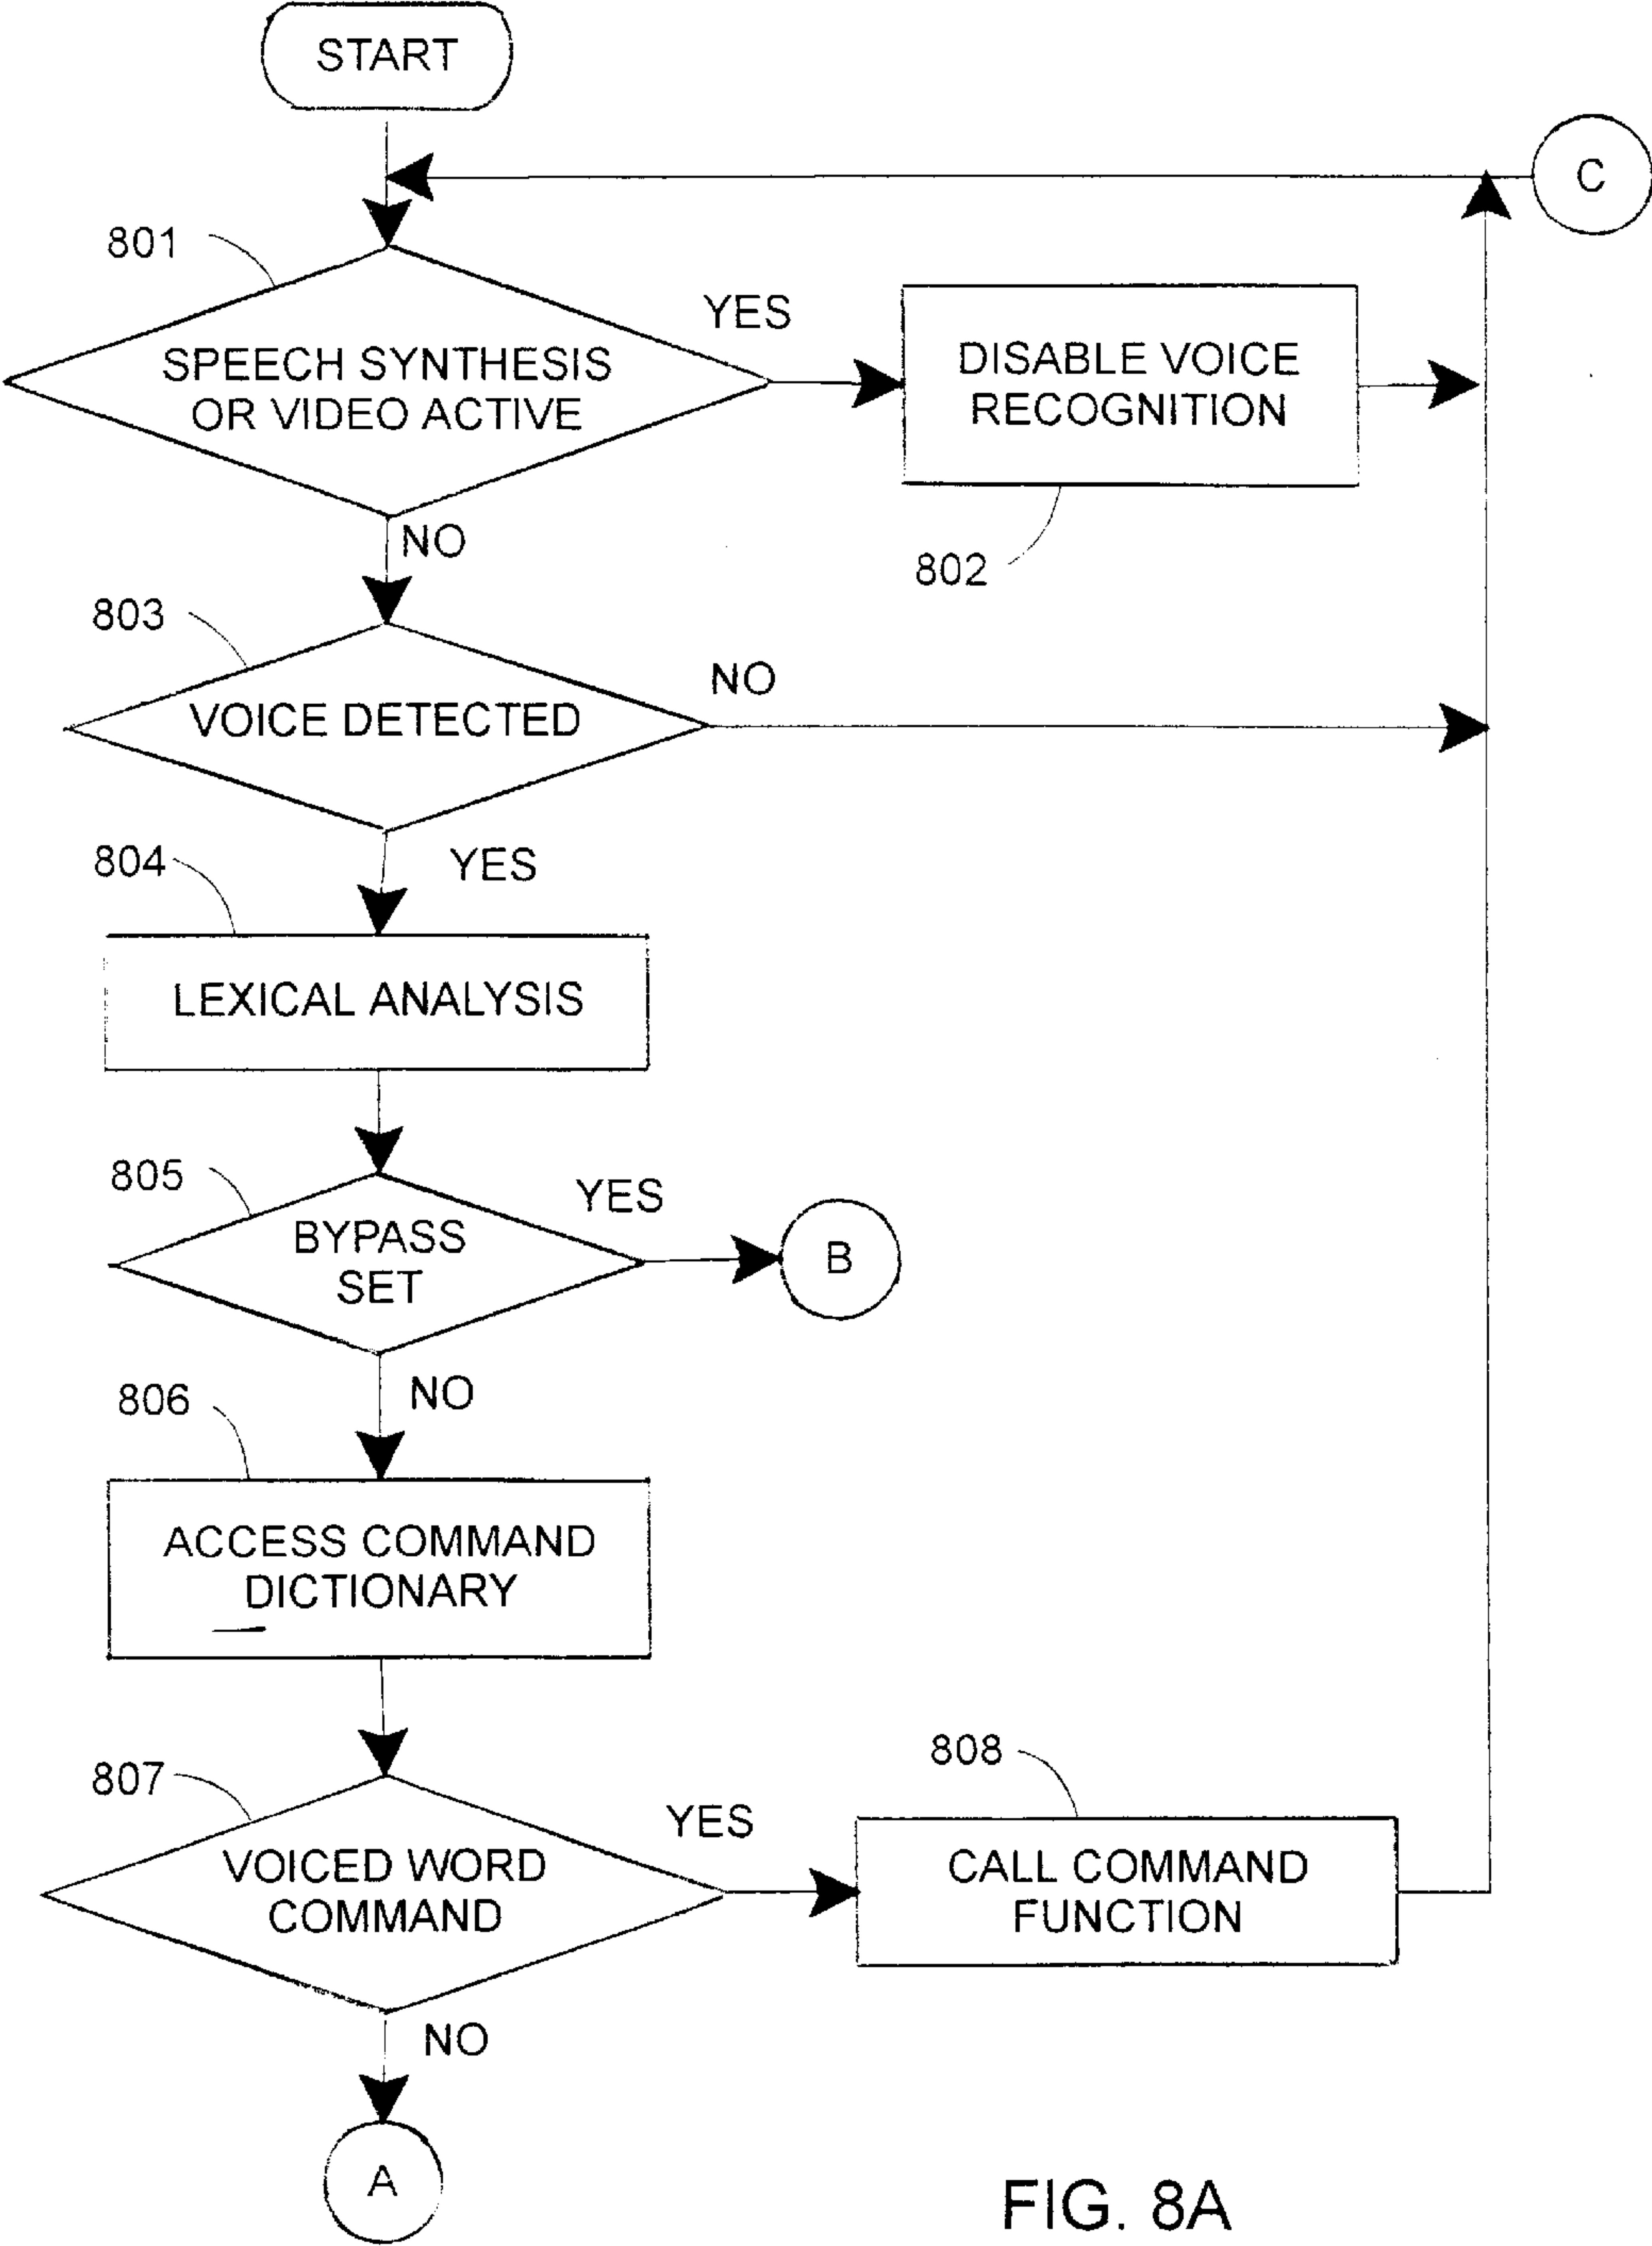 START
C
801
YES
SPEECH SYNTHESIS
OR VIDEO ACTIVE
DISABLE VOICE
RECOGNITION
NO
802
803
NO
VOICE DETECTED
804
YES
LEXICAL ANALYSIS
805
YES
BYPASS
SET
B
806
NO
ACCESS COMMAND
DICTIONARY
807
808
YES
VOICED WORD
COMMAND
CALL COMMAND
FUNCTION
NO
A
FIG. 8A